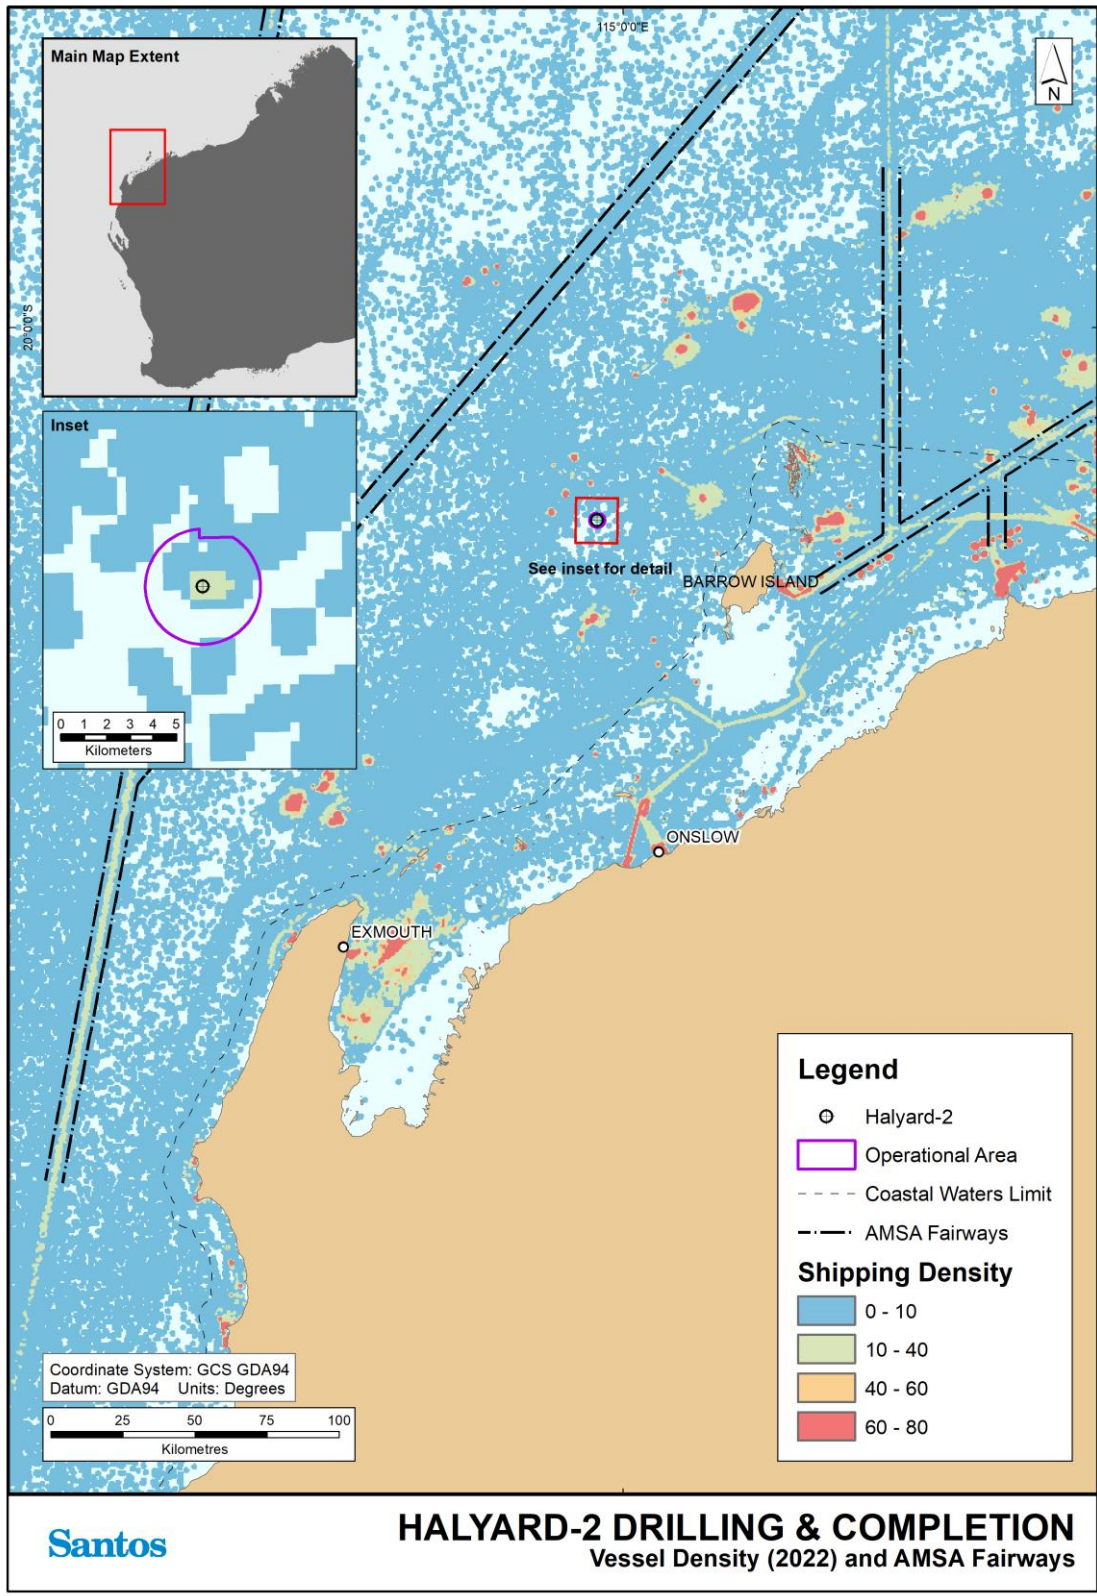 115°0'0"E
Main Map Extent
N
20°0'0"S
Inset
0 1 2 3 4 5
Kilometers
See inset for detail
BARROW ISLAND
ONSLOW
EXMOUTH
Legend
Halyard-2
Operational Area
Coastal Waters Limit
AMSA Fairways
Shipping Density
0 - 10
10 - 40
40 - 60
60 - 80
Coordinate System: GCS GDA94
Datum: GDA94 Units: Degrees
0 25 50 75 100
Kilometres
Santos
HALYARD-2 DRILLING & COMPLETION
Vessel Density (2022) and AMSA Fairways